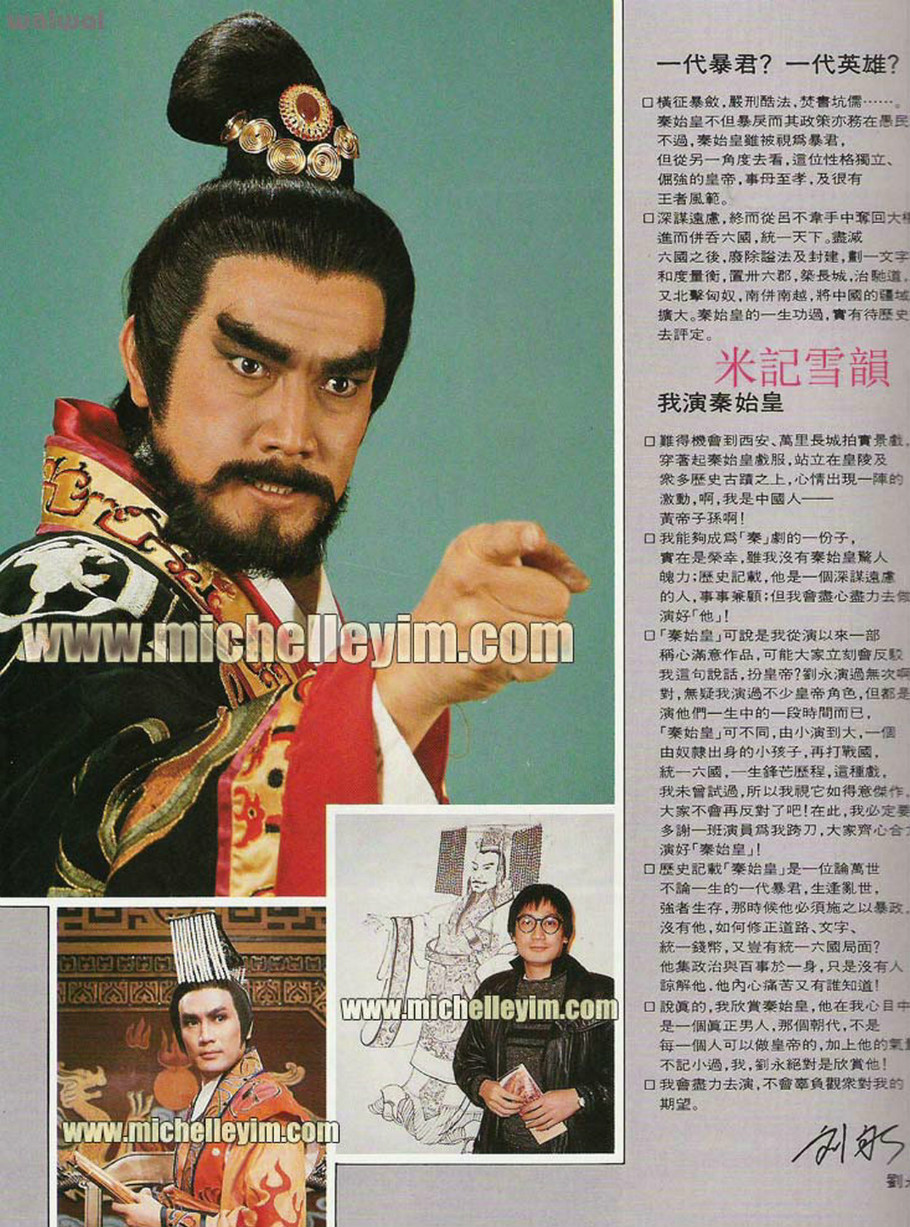 waiwai
一代暴君？ 一代英雄？
□橫征暴斂，嚴刑酷法，焚書坑儒……。
秦始皇不但暴戾而其政策亦務在愚民
不過，秦始皇雖被視爲暴君，
但從另一角度去看，這位性格獨立、
倔強的皇帝，事母至孝，及很有
王者風範。
□深謀遠慮，終而從呂不韋手中奪回大權
進而併吞六國，統一天下。盡滅
六國之後，廢除謚法及封建，劃一文字
和度量衡，置卅六郡，築長城，治馳道，
又北擊匈奴，南併南越，將中國的疆域
擴大。秦始皇的一生功過，實有待歷史
去評定。
米記雪韻
我演秦始皇
□難得機會到西安、萬里長城拍實景戲，
穿著起秦始皇戲服，站立在皇陵及
衆多歷史古蹟之上，心情出現一陣的
激動，啊，我是中國人——
黃帝子孫啊！
□我能夠成爲「秦」劇的一份子，
實在是榮幸，雖我沒有秦始皇驚人
魄力；歷史記載，他是一個深謀遠慮
的人，事事兼顧；但我會盡心盡力去做
演好「他」！
□「秦始皇」可說是我從演以來一部
稱心滿意作品，可能大家立刻會反駁
我這句說話，扮皇帝？劉永演過無次啊
對，無疑我演過不少皇帝角色，但都是
演他們一生中的一段時間而已，
「秦始皇」可不同，由小演到大，一個
由奴隸出身的小孩子，再打戰國，
統一六國，一生鋒芒歷程，這種戲，
我未曾試過，所以我視它如得意傑作。
大家不會再反對了吧！在此，我必定要
多謝一班演員爲我跨刀，大家齊心合力
演好「秦始皇」！
□歷史記載「秦始皇」是一位論萬世
不論一生的一代暴君，生逢亂世，
強者生存，那時候他必須施之以暴政，
沒有他，如何修正道路、文字、
統一錢幣，又豈有統一六國局面？
他集政治與百事於一身，只是沒有人
諒解他，他內心痛苦又有誰知道！
□說眞的，我欣賞秦始皇，他在我心目中
是一個眞正男人，那個朝代，不是
每一個人可以做皇帝的，加上他的氣量
不記小過，我，劉永絕對是欣賞他！
□我會盡力去演，不會辜負觀衆對我的
期望。
劉永
劉
www.michelleyim.com
www.michelleyim.com
www.michelleyim.com